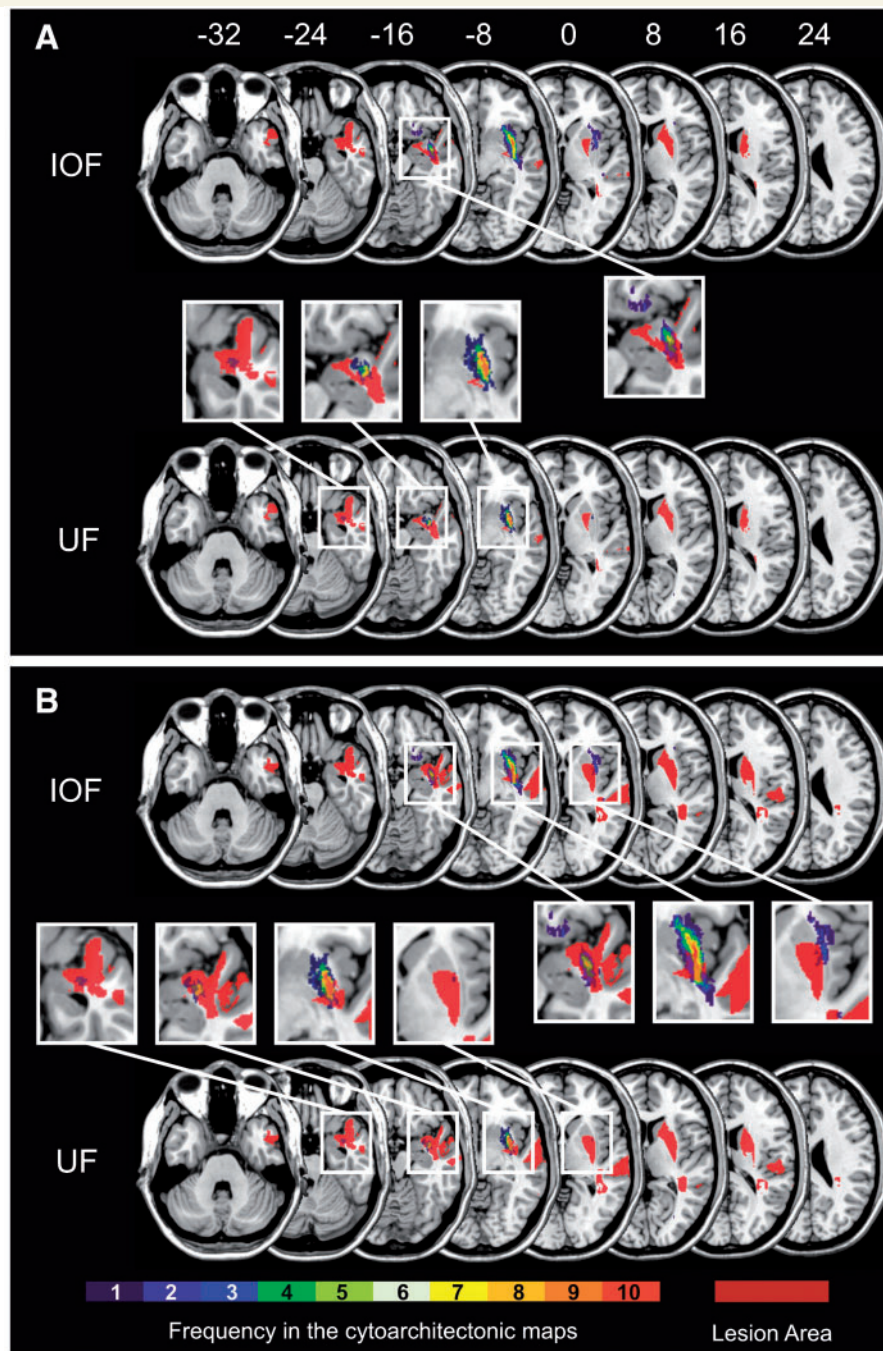 A
-32 -24 -16 -8 0 8 16 24
IOF
UF
B
IOF
UF
1 2 3 4 5 6 7 8 9 10
Frequency in the cytoarchitectonic maps
Lesion Area